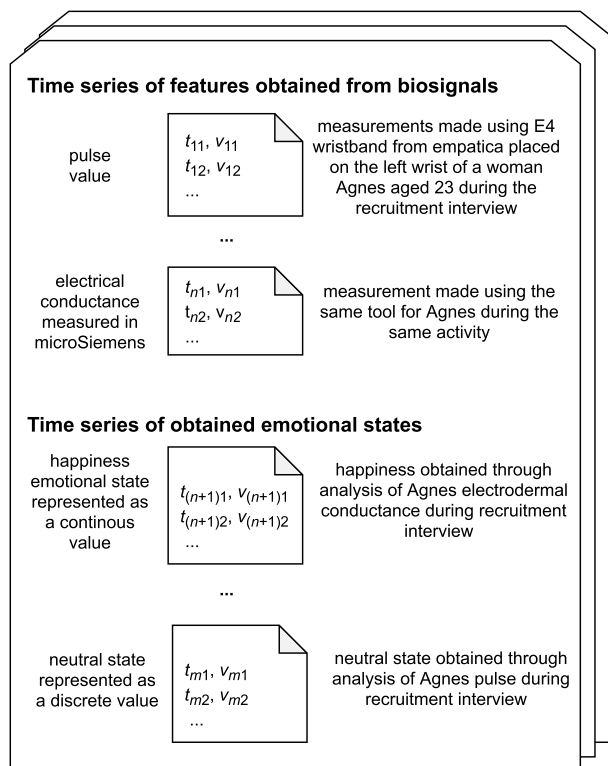 Time series of features obtained from biosignals
pulse
value
t11, v11
t12, v12
...
measurements made using E4
wristband from empatica placed
on the left wrist of a woman
Agnes aged 23 during the
recruitment interview
...
electrical
conductance
measured in
microSiemens
tn1, vn1
tn2, vn2
...
measurement made using the
same tool for Agnes during the
same activity
Time series of obtained emotional states
happiness
emotional state
represented as
a continous
value
t(n+1)1, v(n+1)1
t(n+1)2, v(n+1)2
...
happiness obtained through
analysis of Agnes electrodermal
conductance during recruitment
interview
...
neutral state
represented as
a discrete value
tm1, vm1
tm2, vm2
...
neutral state obtained through
analysis of Agnes pulse during
recruitment interview